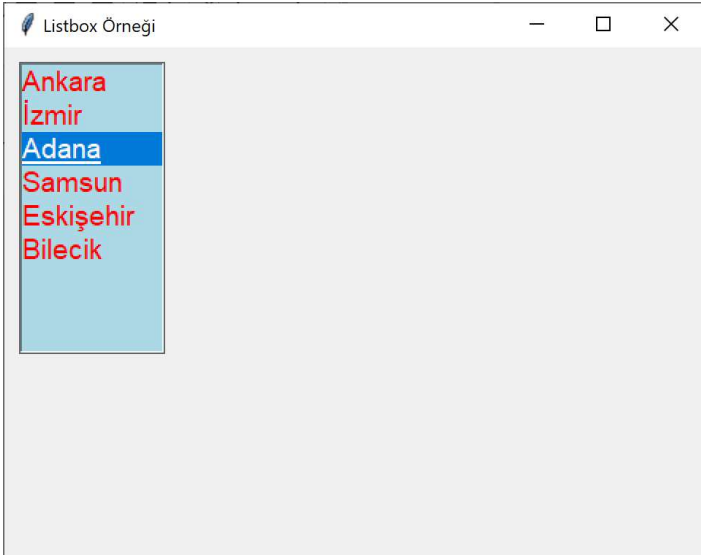 Listbox Örneği
Ankara
İzmir
Adana
Samsun
Eskişehir
Bilecik